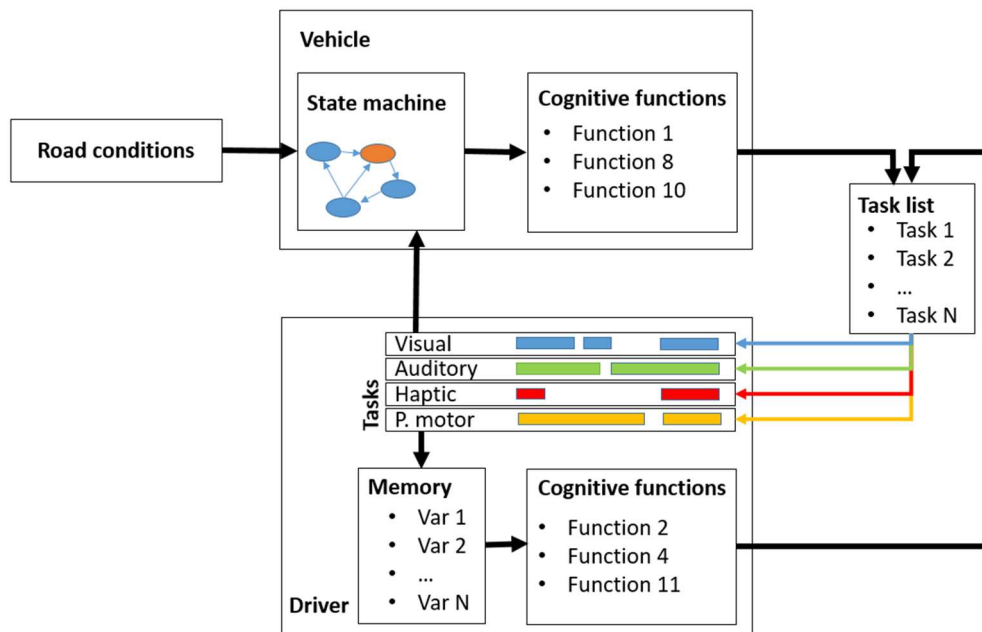 Vehicle
Road conditions
State machine
Cognitive functions
• Function 1
• Function 8
• Function 10
Task list
• Task 1
• Task 2
• ...
• Task N
Tasks
Visual
Auditory
Haptic
P. motor
Memory
• Var 1
• Var 2
• ...
• Var N
Cognitive functions
• Function 2
• Function 4
• Function 11
Driver